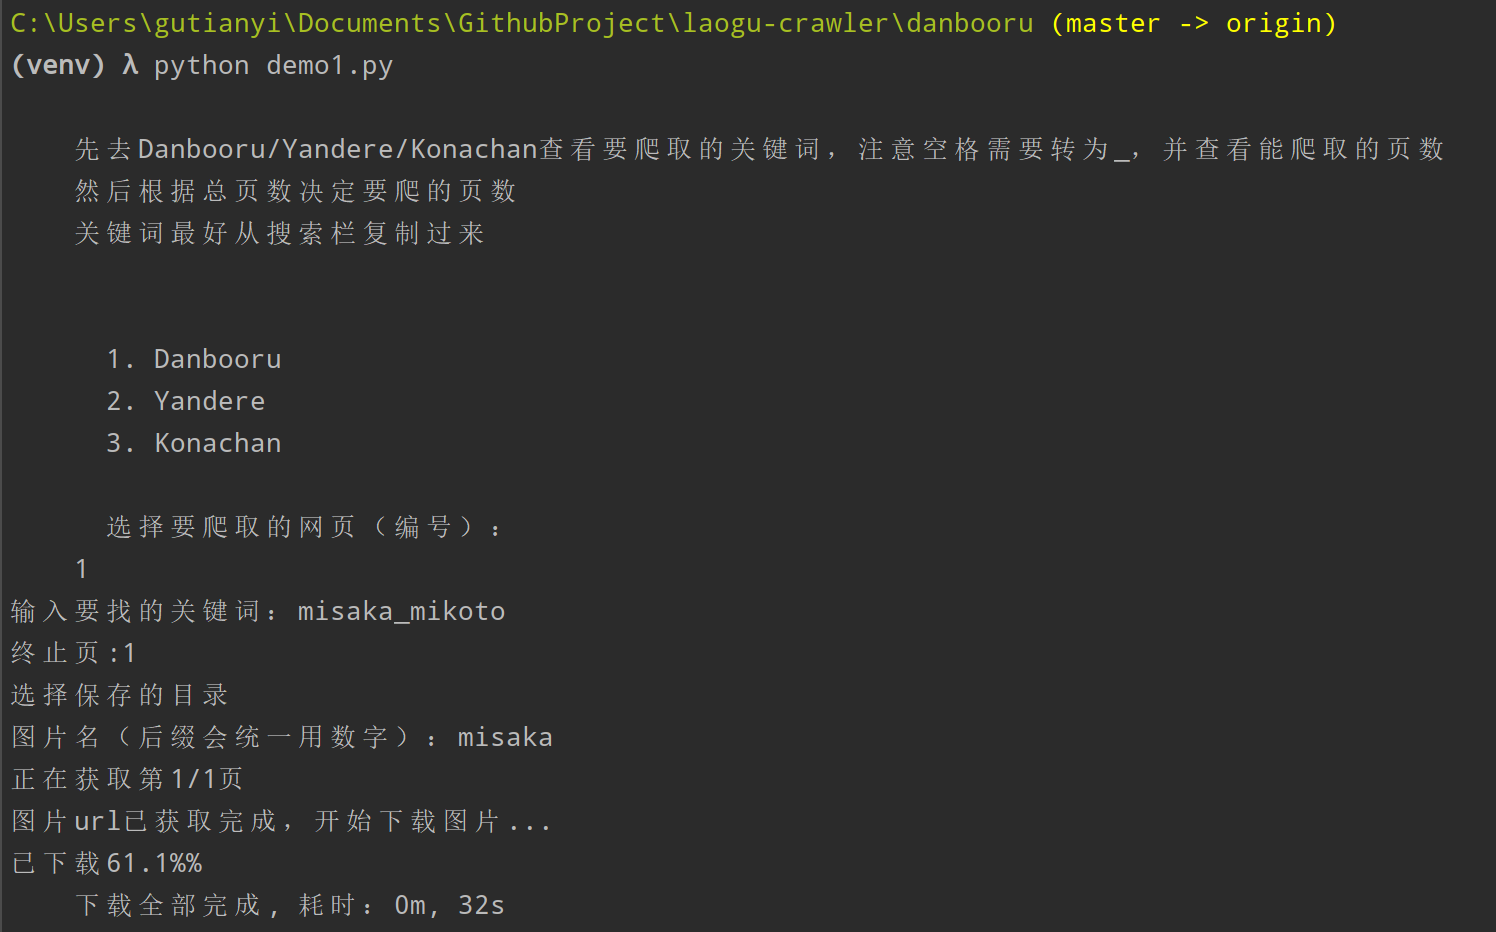 C:\Users\gutianyi\Documents\GithubProject\laogu-crawler\danbooru (master -> origin)
(venv) λ python demo1.py
先去Danbooru/Yandere/Konachan查看要爬取的关键词，注意空格需要转为_，并查看能爬取的页数
然后根据总页数决定要爬的页数
关键词最好从搜索栏复制过来
1. Danbooru
2. Yandere
3. Konachan
选择要爬取的网页（编号）：
1
输入要找的关键词：misaka_mikoto
终止页:1
选择保存的目录
图片名（后缀会统一用数字）：misaka
正在获取第1/1页
图片url已获取完成，开始下载图片...
已下载61.1%%
下载全部完成, 耗时：0m, 32s